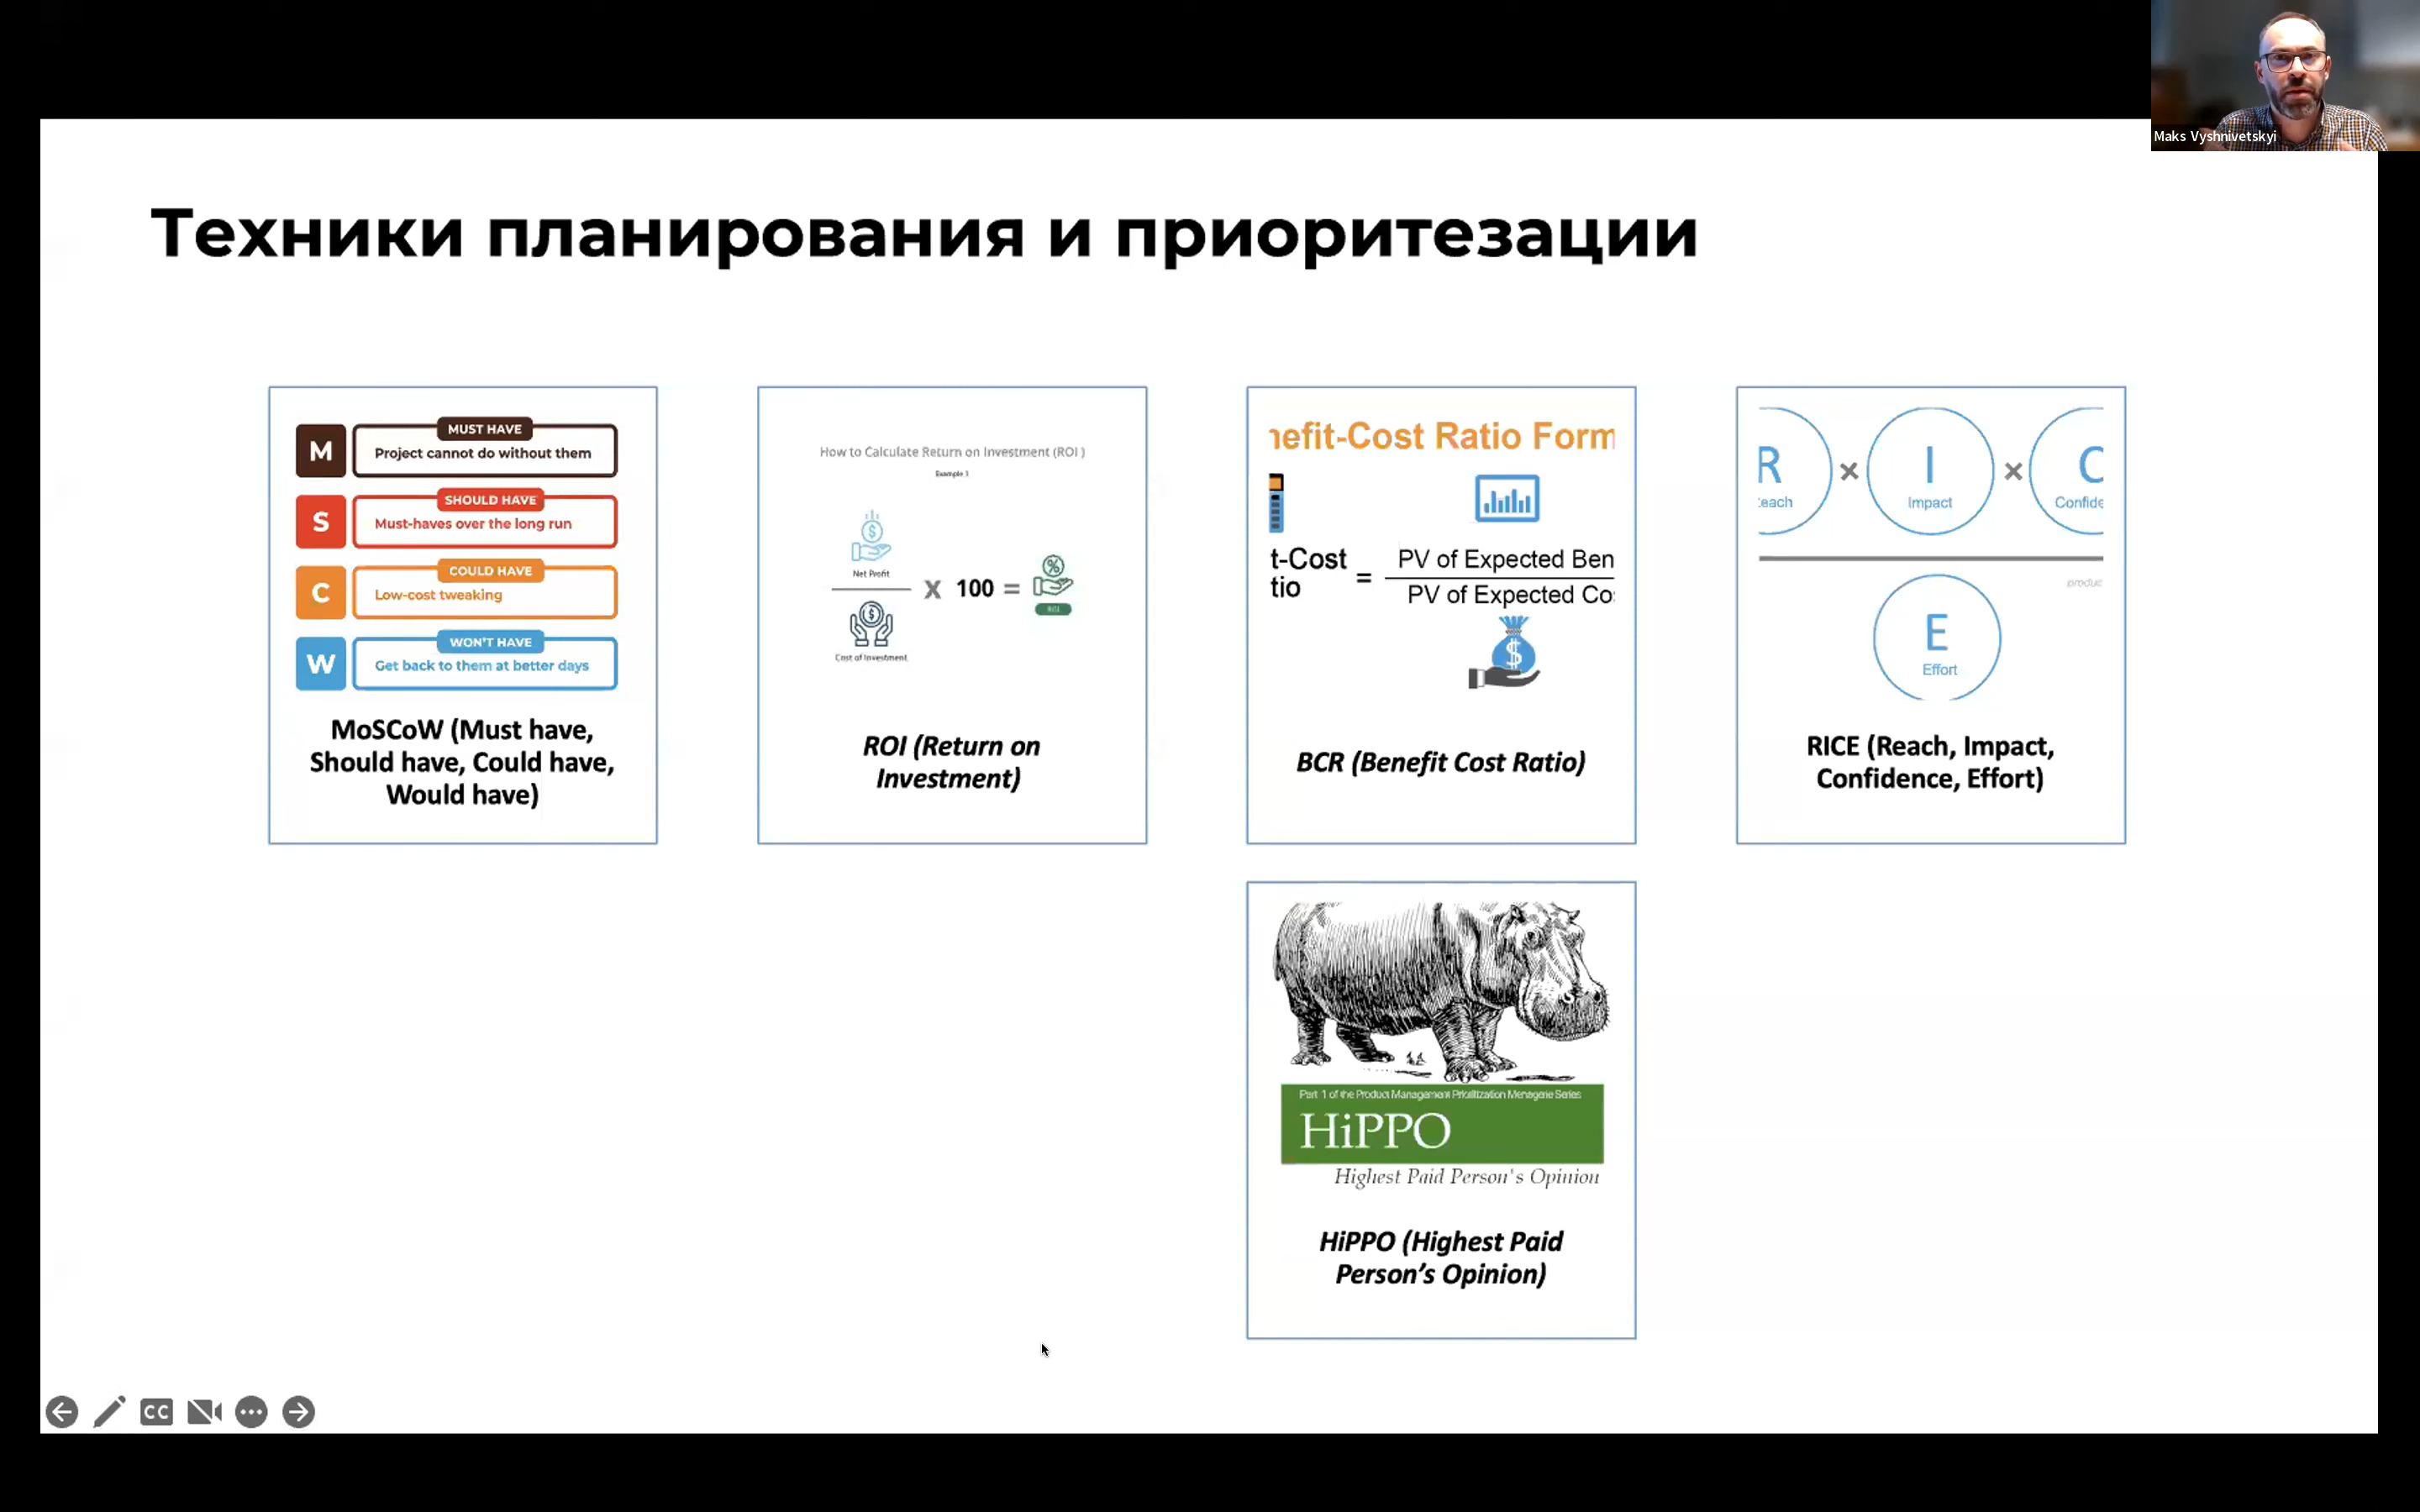 Maks Vyshnivetskyi
Техники планирования и приоритезации
M
MUST HAVE
Project cannot do without them
S
SHOULD HAVE
Must-haves over the long run
C
COULD HAVE
Low-cost tweaking
W
WON'T HAVE
Get back to them at better days
MoSCoW (Must have,
Should have, Could have,
Would have)
How to Calculate Return on Investment (ROI )
Example 1
Net Profit
X 100 =
ROI
Cost of Investment
ROI (Return on
Investment)
nefit-Cost Ratio Form
t-Cost
tio
=
PV of Expected Ben
PV of Expected Co
BCR (Benefit Cost Ratio)
R
each
×
I
Impact
×
C
Confide
produc
E
Effort
RICE (Reach, Impact,
Confidence, Effort)
Part 1 of the Product Management Prioritization Menagerie Series
HiPPO
Highest Paid Person's Opinion
HiPPO (Highest Paid
Person’s Opinion)
CC